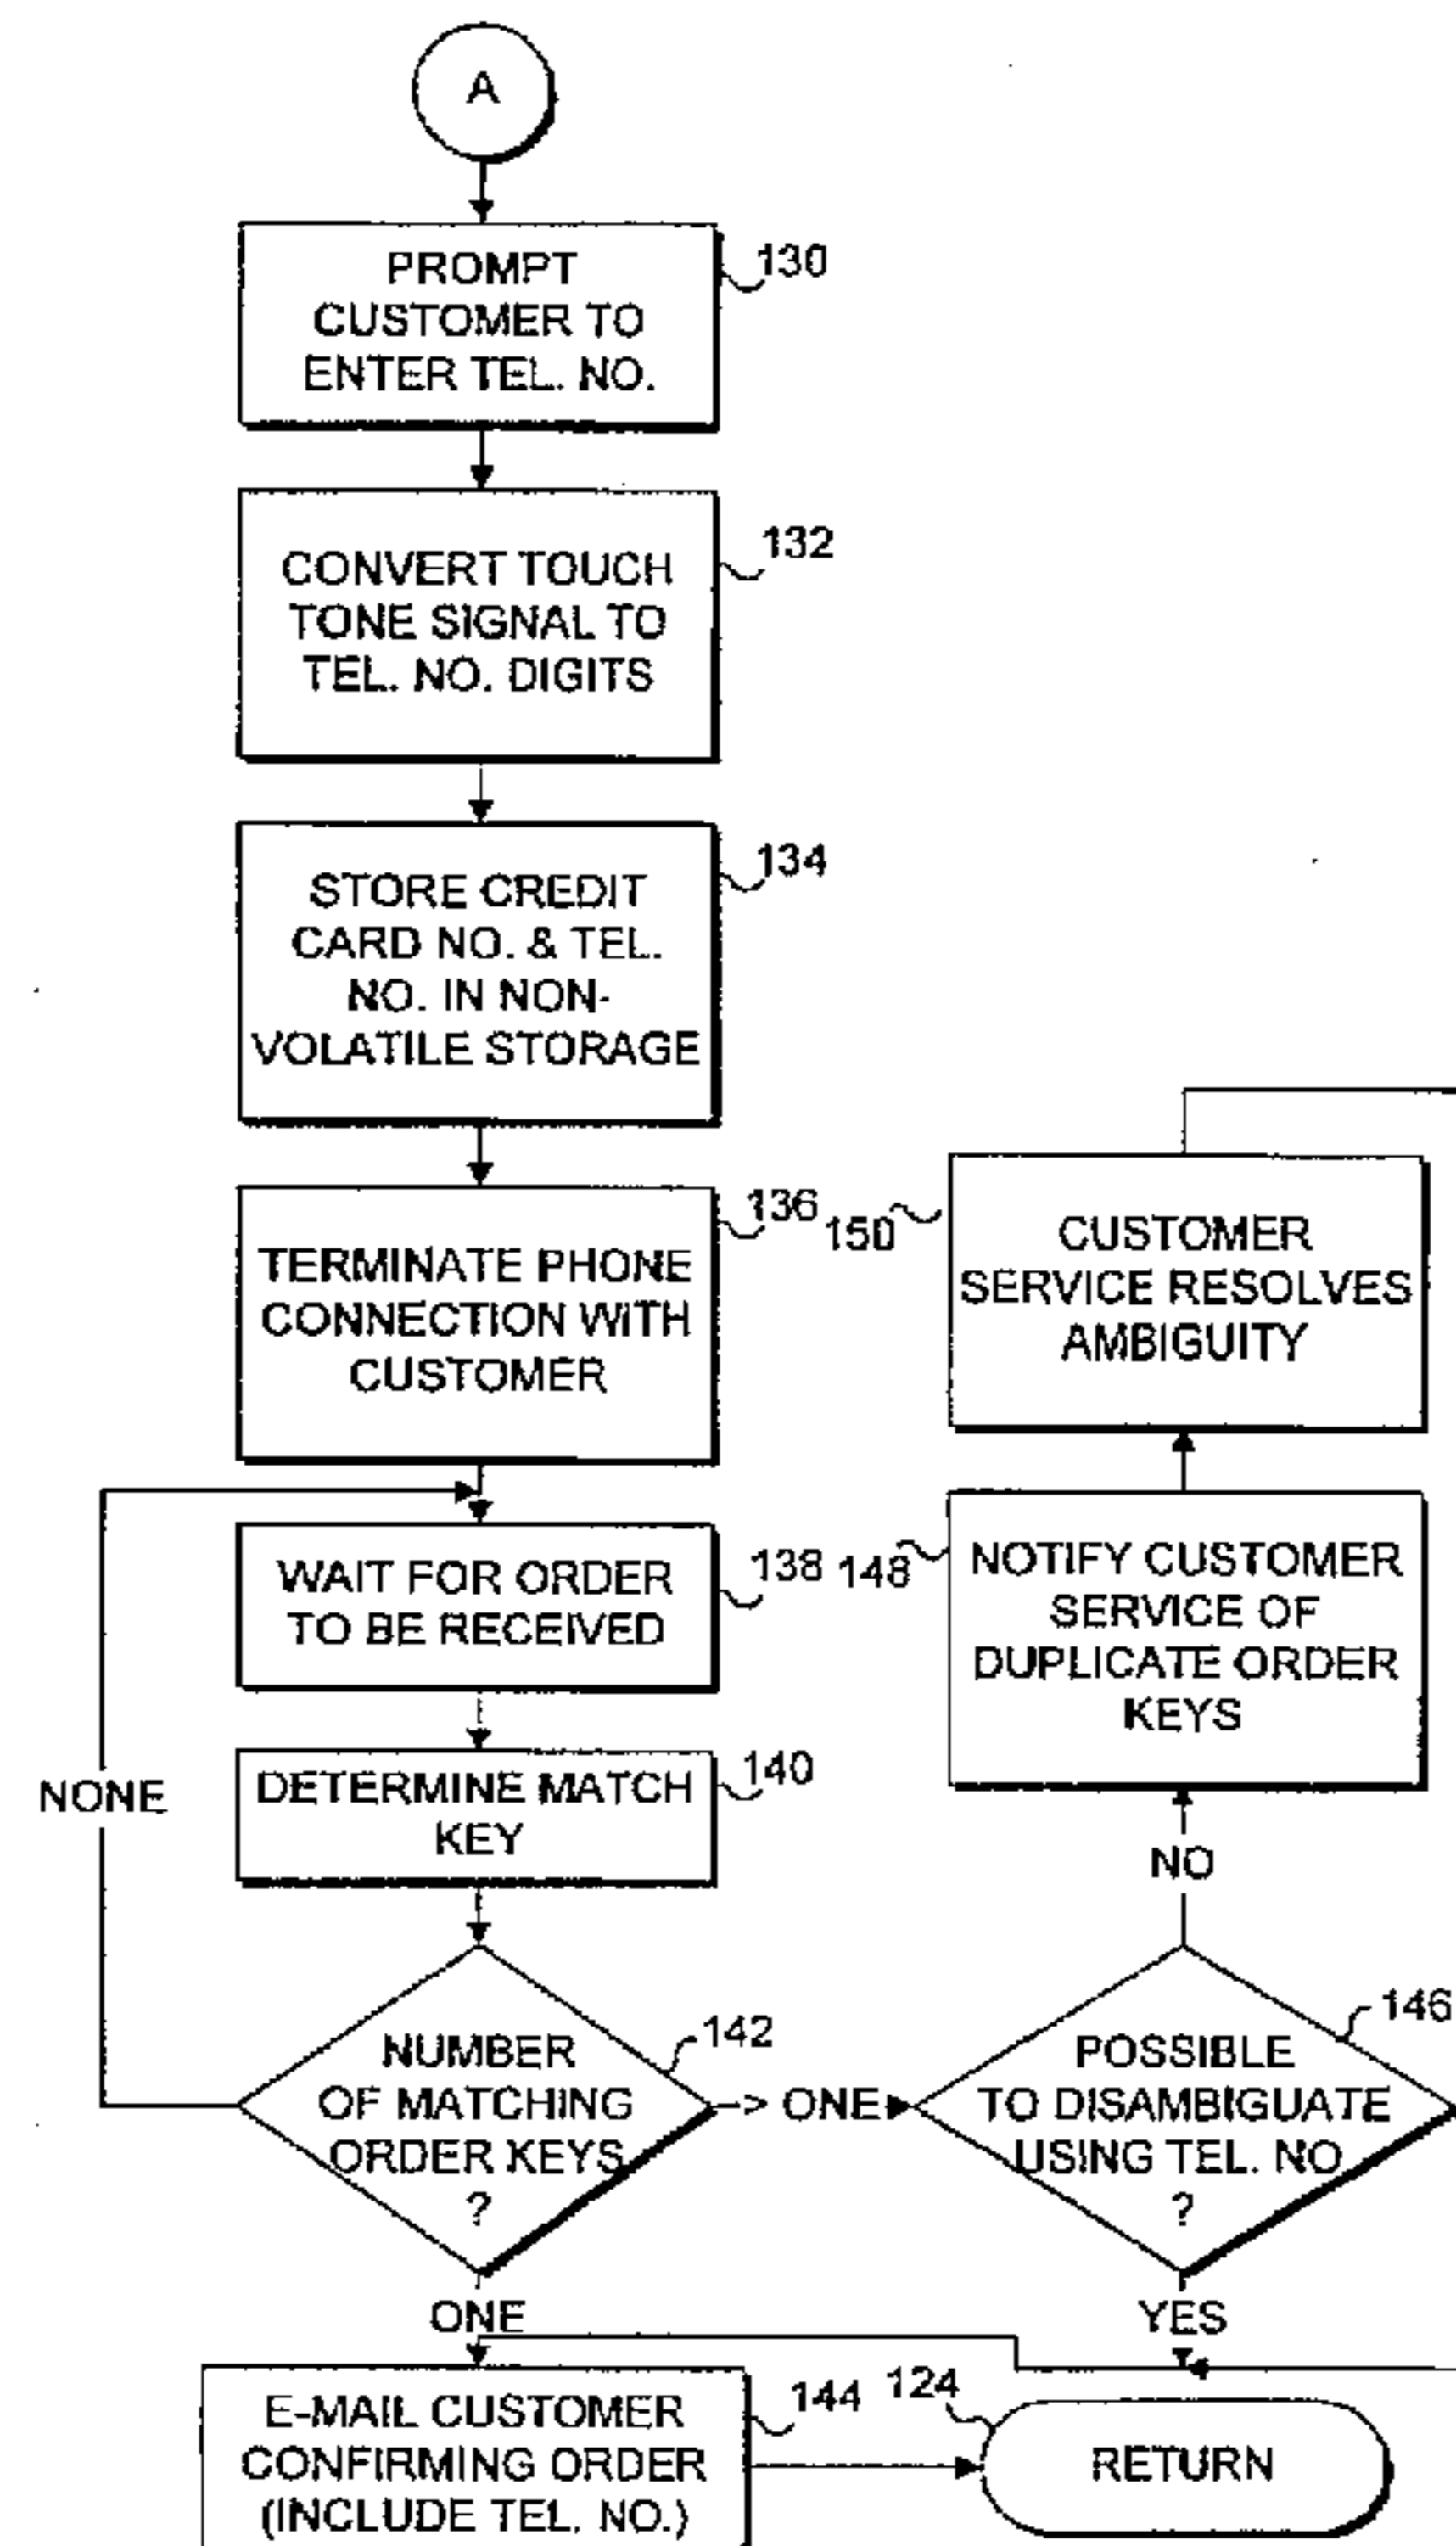 A
PROMPT
CUSTOMER TO
ENTER TEL. NO.
130
CONVERT TOUCH
TONE SIGNAL TO
TEL. NO. DIGITS
132
STORE CREDIT
CARD NO. & TEL.
NO. IN NON-
VOLATILE STORAGE
134
TERMINATE PHONE
CONNECTION WITH
CUSTOMER
136
WAIT FOR ORDER
TO BE RECEIVED
138
DETERMINE MATCH
KEY
140
NONE
NUMBER
OF MATCHING
ORDER KEYS
?
142
> ONE
ONE
E-MAIL CUSTOMER
CONFIRMING ORDER
(INCLUDE TEL. NO.)
144
150
CUSTOMER
SERVICE RESOLVES
AMBIGUITY
148
NOTIFY CUSTOMER
SERVICE OF
DUPLICATE ORDER
KEYS
NO
POSSIBLE
TO DISAMBIGUATE
USING TEL. NO
?
146
YES
124
RETURN